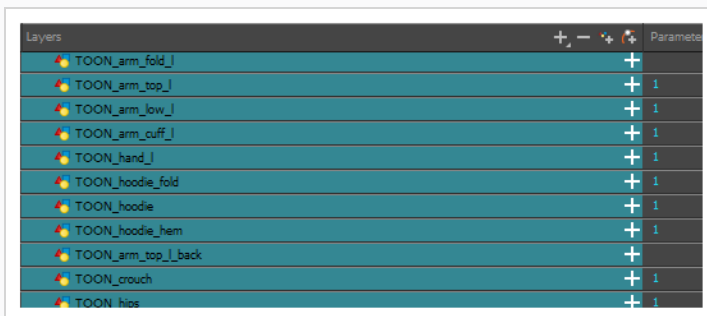 Layers Parameter
TOON_arm_fold_l
TOON_arm_top_l 1
TOON_arm_low_l 1
TOON_arm_cuff_l 1
TOON_hand_l 1
TOON_hoodie_fold 1
TOON_hoodie 1
TOON_hoodie_hem 1
TOON_arm_top_l_back
TOON_crouch 1
TOON_hips 1